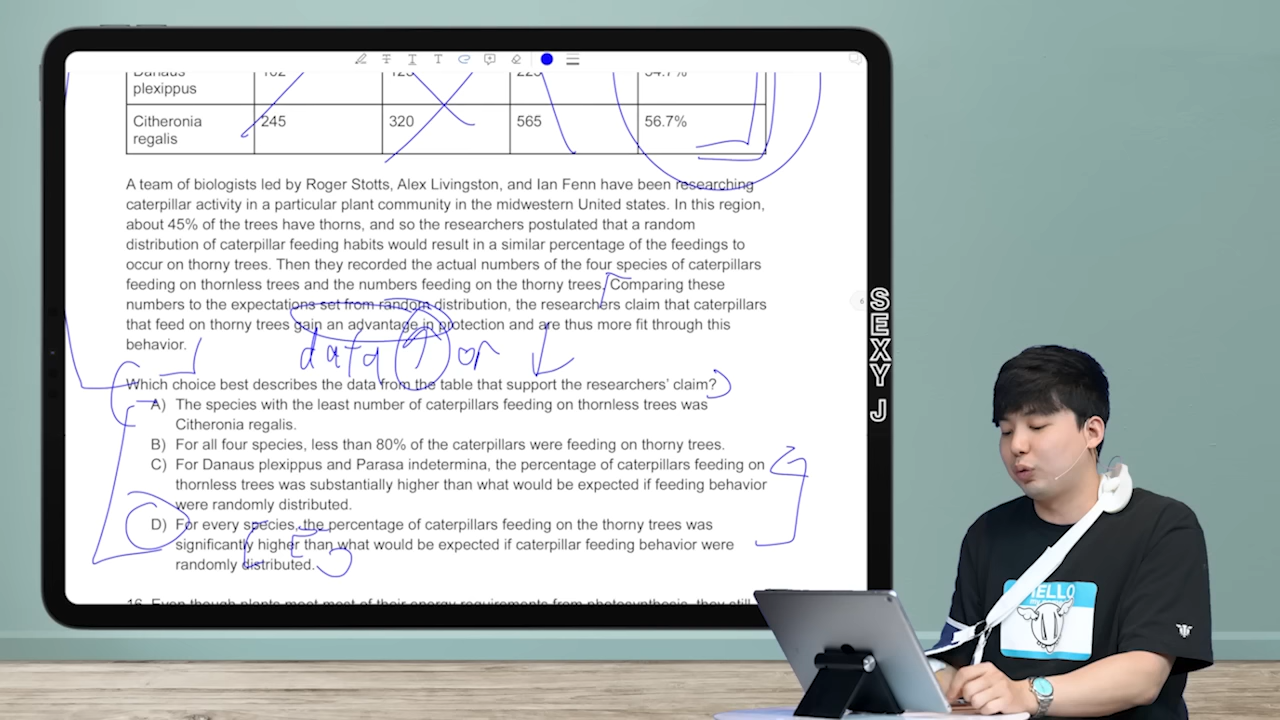 Danaus
plexippus
Citheronia
regalis
245
320
565
56.7%
A team of biologists led by Roger Stotts, Alex Livingston, and Ian Fenn have been researching
caterpillar activity in a particular plant community in the midwestern United states. In this region,
about 45% of the trees have thorns, and so the researchers postulated that a random
distribution of caterpillar feeding habits would result in a similar percentage of the feedings to
occur on thorny trees. Then they recorded the actual numbers of the four species of caterpillars
feeding on thornless trees and the numbers feeding on the thorny trees. Comparing these
numbers to the expectations set from random distribution, the researchers claim that caterpillars
that feed on thorny trees gain an advantage in protection and are thus more fit through this
behavior.
data ↑ or ↓
Which choice best describes the data from the table that support the researchers' claim?
A) The species with the least number of caterpillars feeding on thornless trees was
Citheronia regalis.
B) For all four species, less than 80% of the caterpillars were feeding on thorny trees.
C) For Danaus plexippus and Parasa indetermina, the percentage of caterpillars feeding on
thornless trees was substantially higher than what would be expected if feeding behavior
were randomly distributed.
D) For every species, the percentage of caterpillars feeding on the thorny trees was
significantly higher than what would be expected if caterpillar feeding behavior were
randomly distributed.
6
SEXY J
HELLO